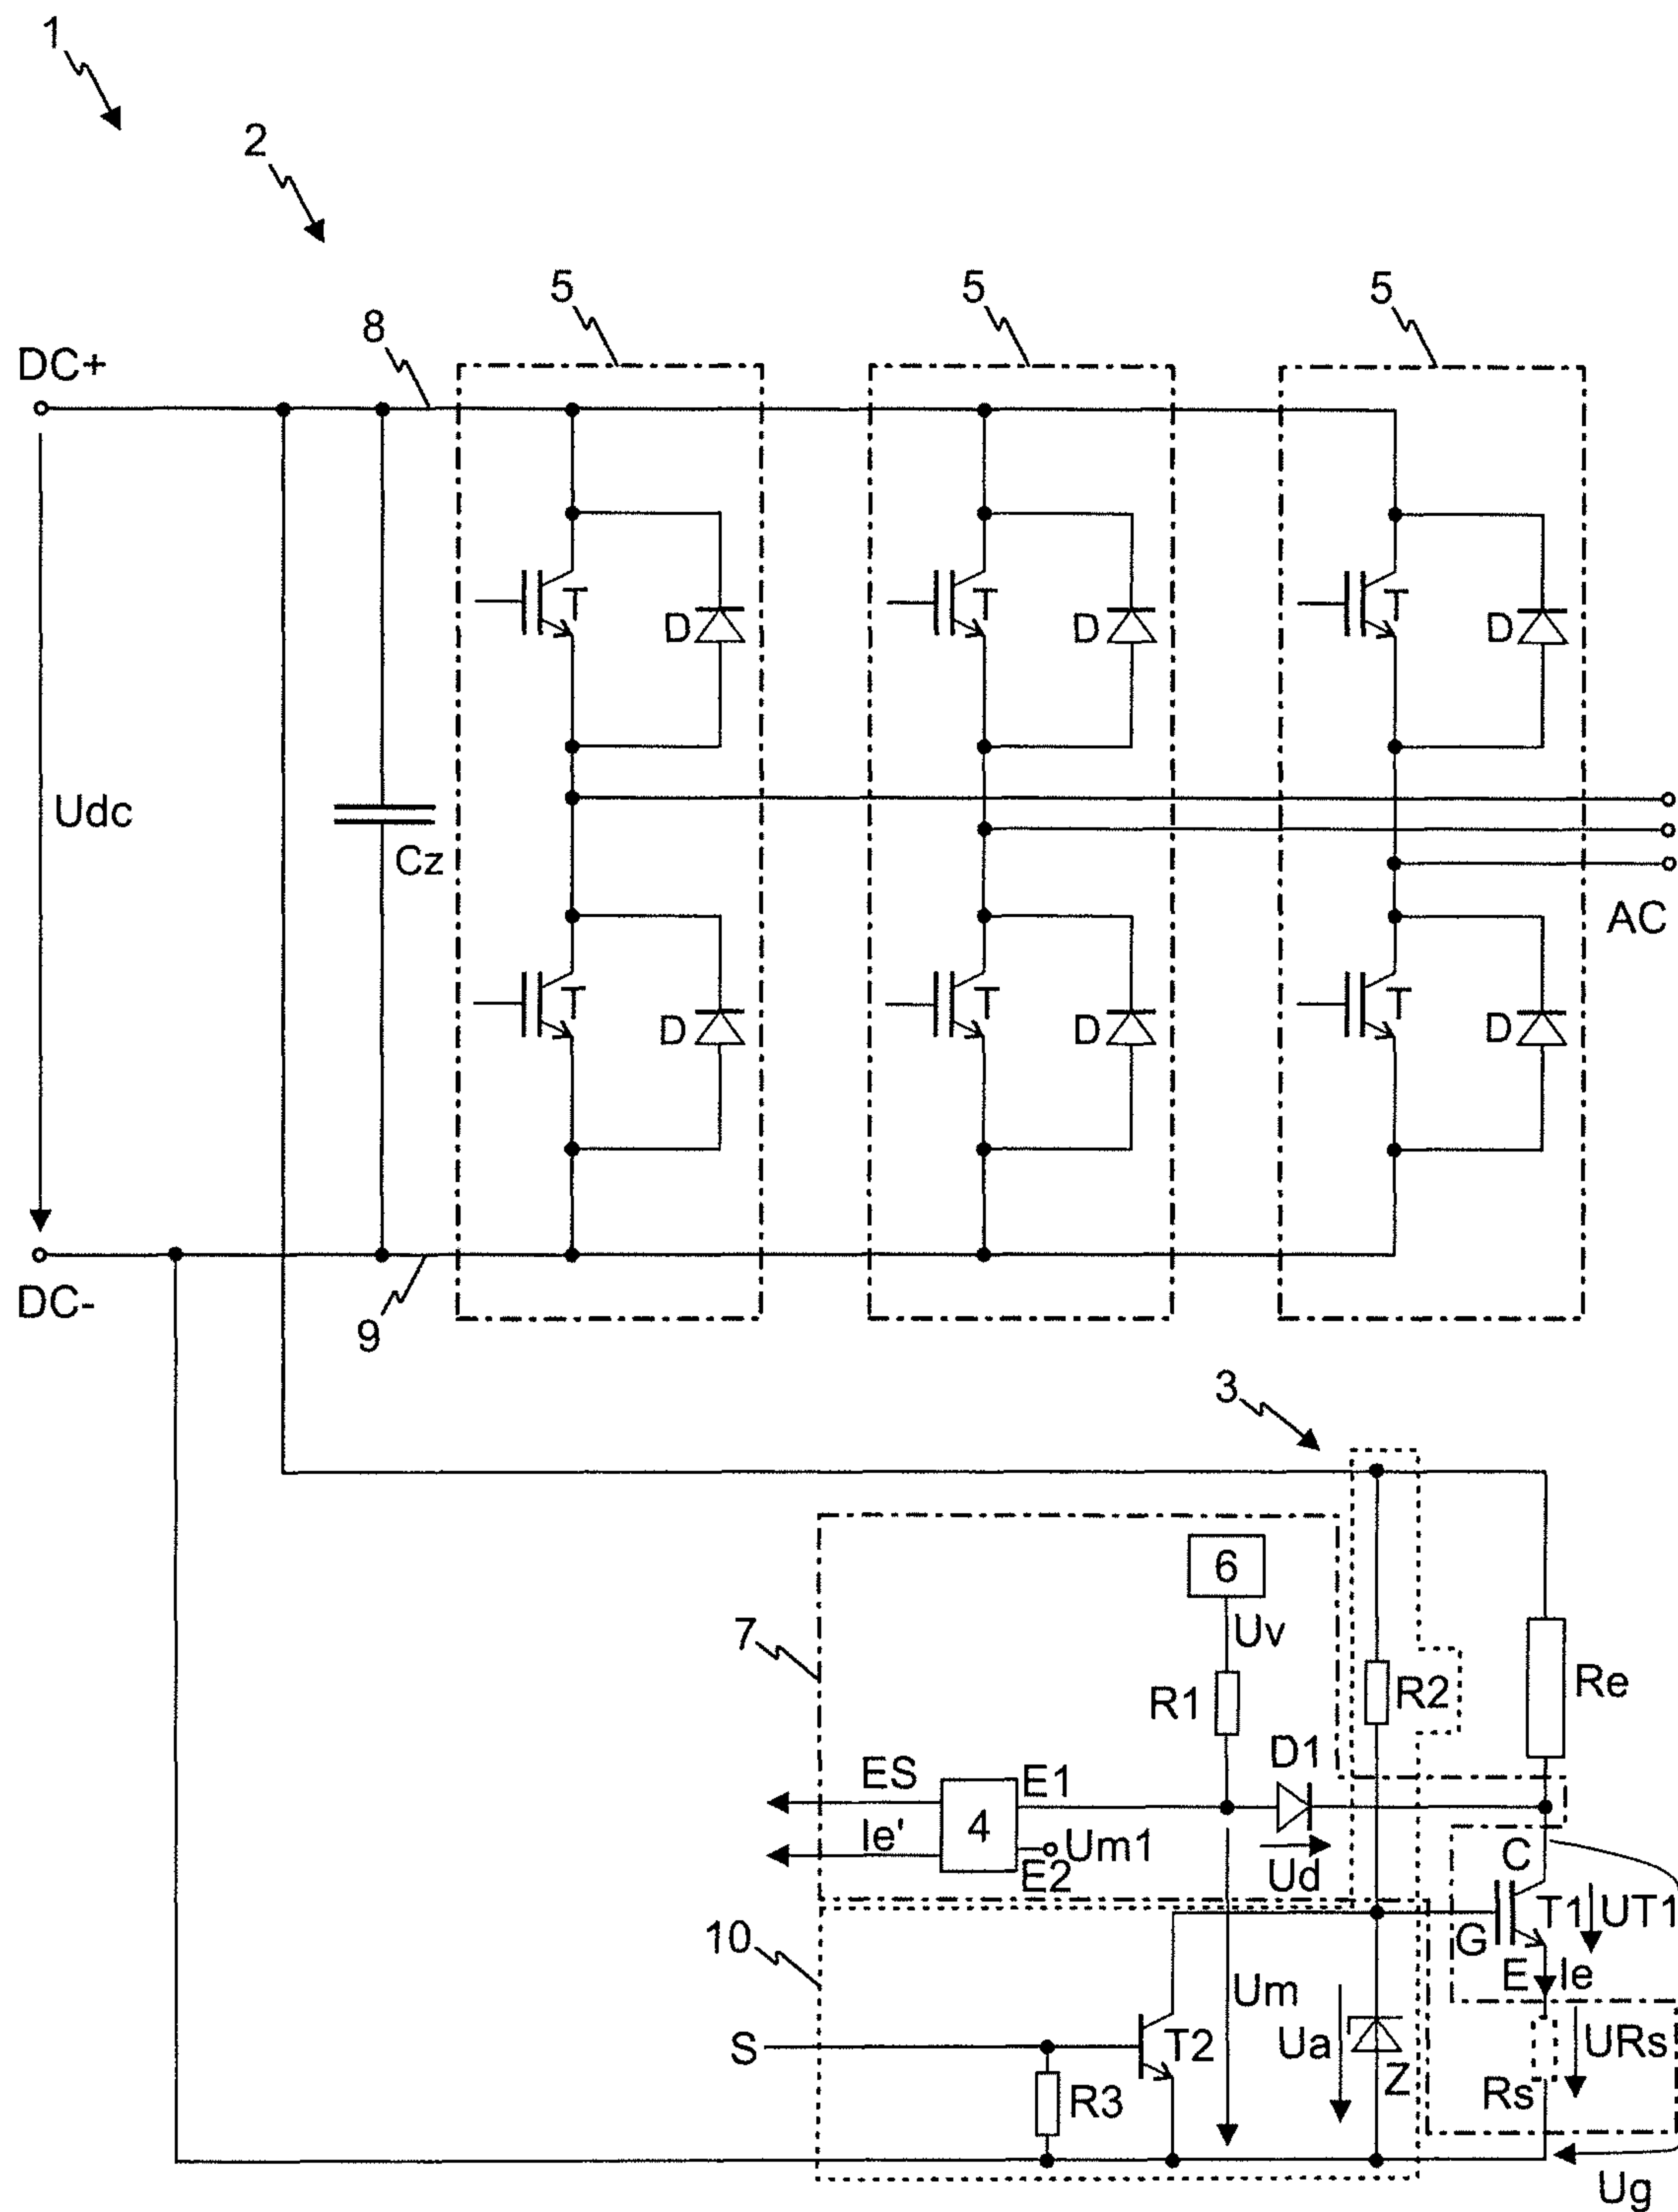 1
2
5 5 5
8
DC+
T D T D T D
Udc
Cz
AC
T D T D T D
DC-
9
3
6
7
Uv
R1
R2
Re
D1
ES
E1
4
Ie'
Um1
E2
Ud
C
T1
UT1
G
10
E
Ie
Um
S
T2
Ua
Z
URs
Rs
R3
Ug